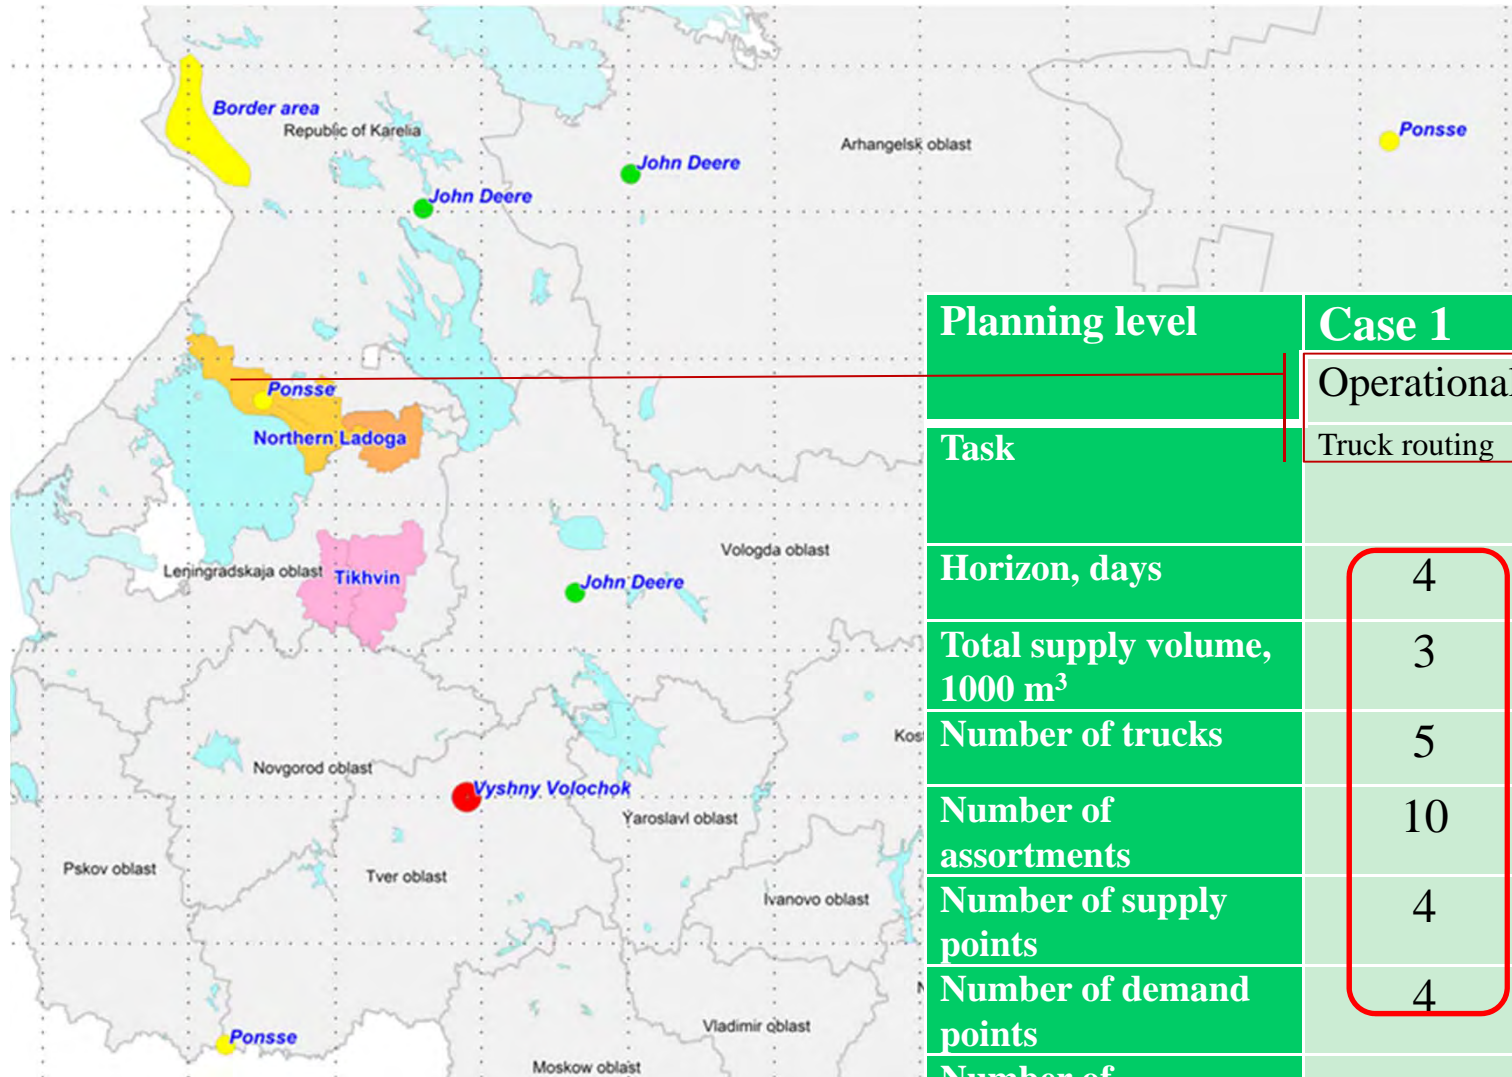 Border area
Republic of Karelia
Arhangelsk oblast
Ponsse
John Deere
John Deere
Ponsse
Northern Ladoga
Leningradskaja oblast
Tikhvin
Vologda oblast
John Deere
Novgorod oblast
Vyshny Volochok
Yaroslavl oblast
Pskov oblast
Tver oblast
Ivanovo oblast
Ponsse
Vladimir oblast
Moskow oblast
Kos
Planning level
Case 1
Operational
Task
Truck routing
Horizon, days
4
Total supply volume,
1000 m³
3
Number of trucks
5
Number of
assortments
10
Number of supply
points
4
Number of demand
points
4
Number of